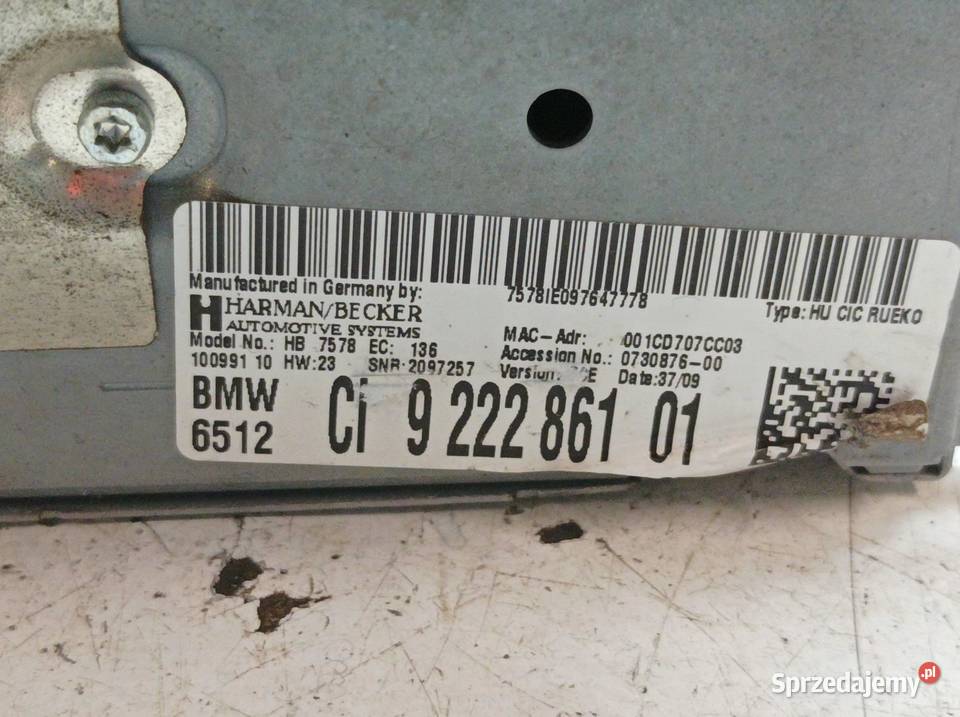 Manufactured in Germany by:
7578IE097647778
Type: HU CIC RUEKO
HARMAN/BECKER
AUTOMOTIVE SYSTEMS
MAC-Adr: 001CD707CC03
Model No.: HB 7578 EC: 136
Accession No.: 0730876-00
100991 10 HW:23 SNR:2097257
Version: Date:37/09
BMW
6512
CI 9 222 861 01
Sprzedajemy.pl